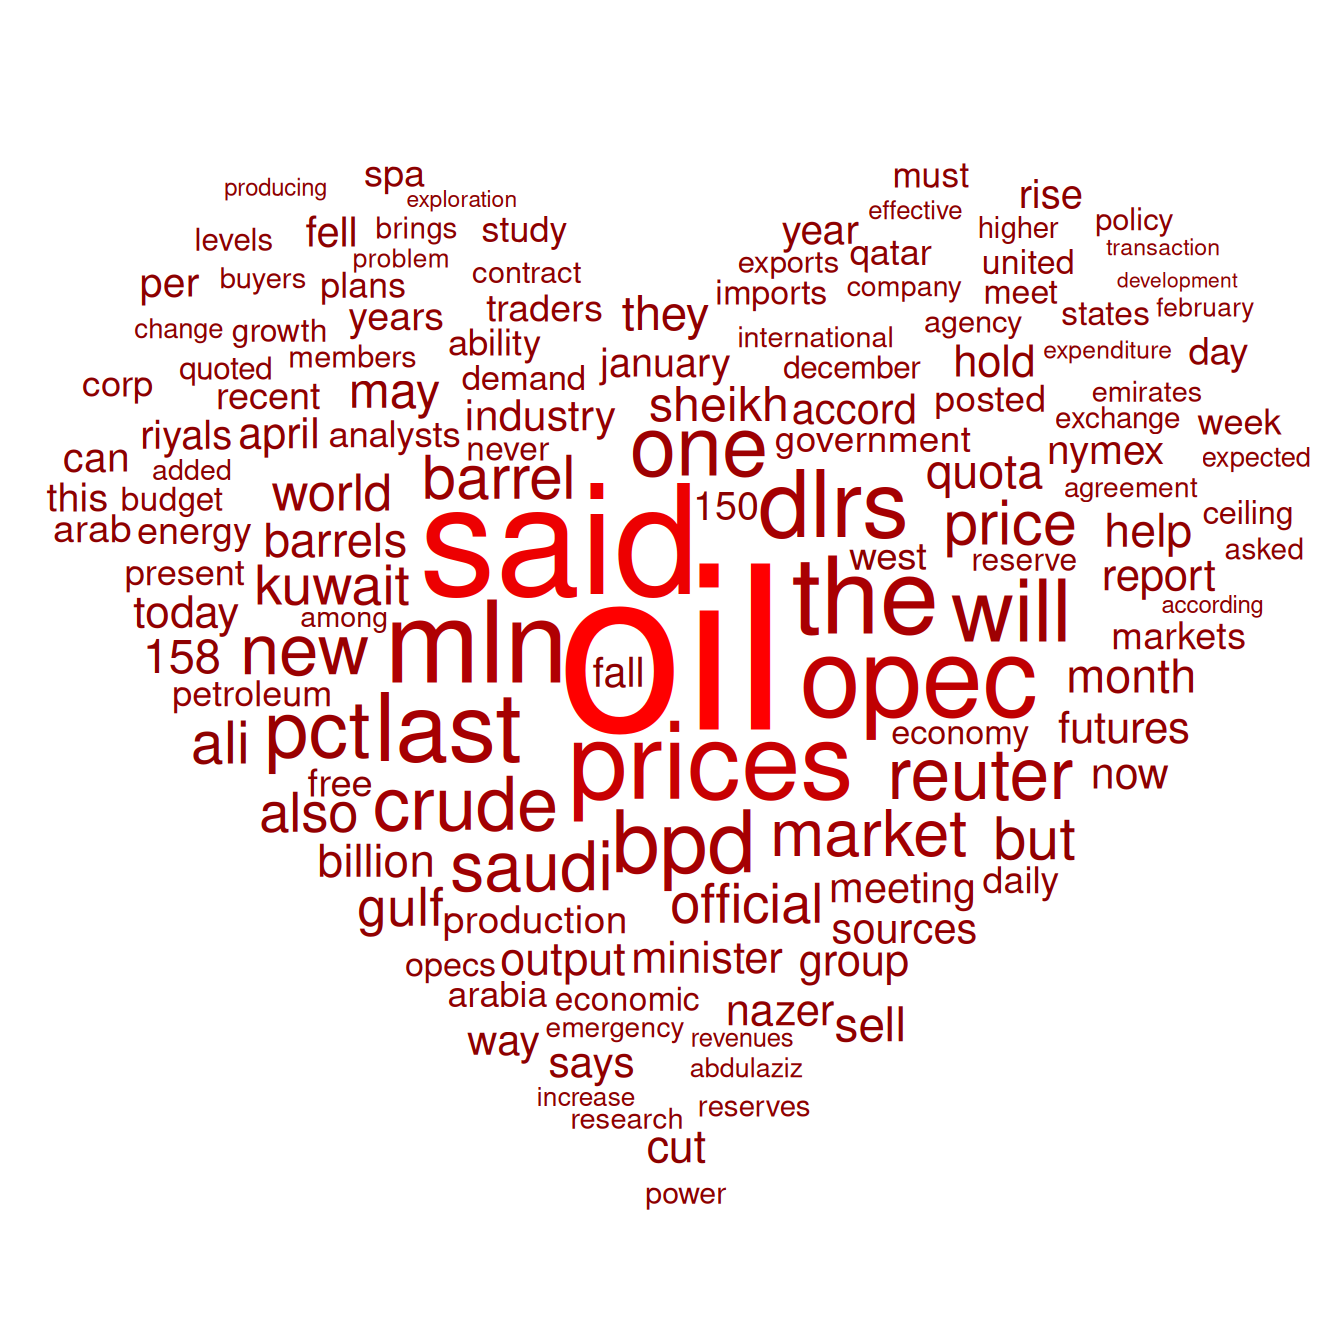 spa
must
producing
exploration
rise
effective
fell
brings
study
year
higher
policy
levels
problem
exports
qatar
united
transaction
per
buyers
plans
contract
imports
company
meet
development
change
growth
years
traders
they
international
agency
states
february
quoted
members
ability
january
december
hold
expenditure
day
corp
recent
may
demand
industry
sheikh
accord
posted
emirates
exchange
week
can
riyals
april
analysts
never
one
government
nymex
expected
added
this
budget
world
barrel
said
150
dlrs
quota
agreement
arab
energy
barrels
price
help
ceiling
asked
present
kuwait
west
reserve
report
today
among
the
will
according
158
new
mln
oil
fall
opec
markets
petroleum
month
ali
pct
last
prices
economy
futures
free
reuter
now
also
crude
bpd
market
but
billion
saudi
gulf
production
official
meeting
daily
sources
opecs
output
minister
group
arabia
economic
nazer
sell
way
emergency
revenues
says
abdulaziz
increase
research
reserves
cut
power